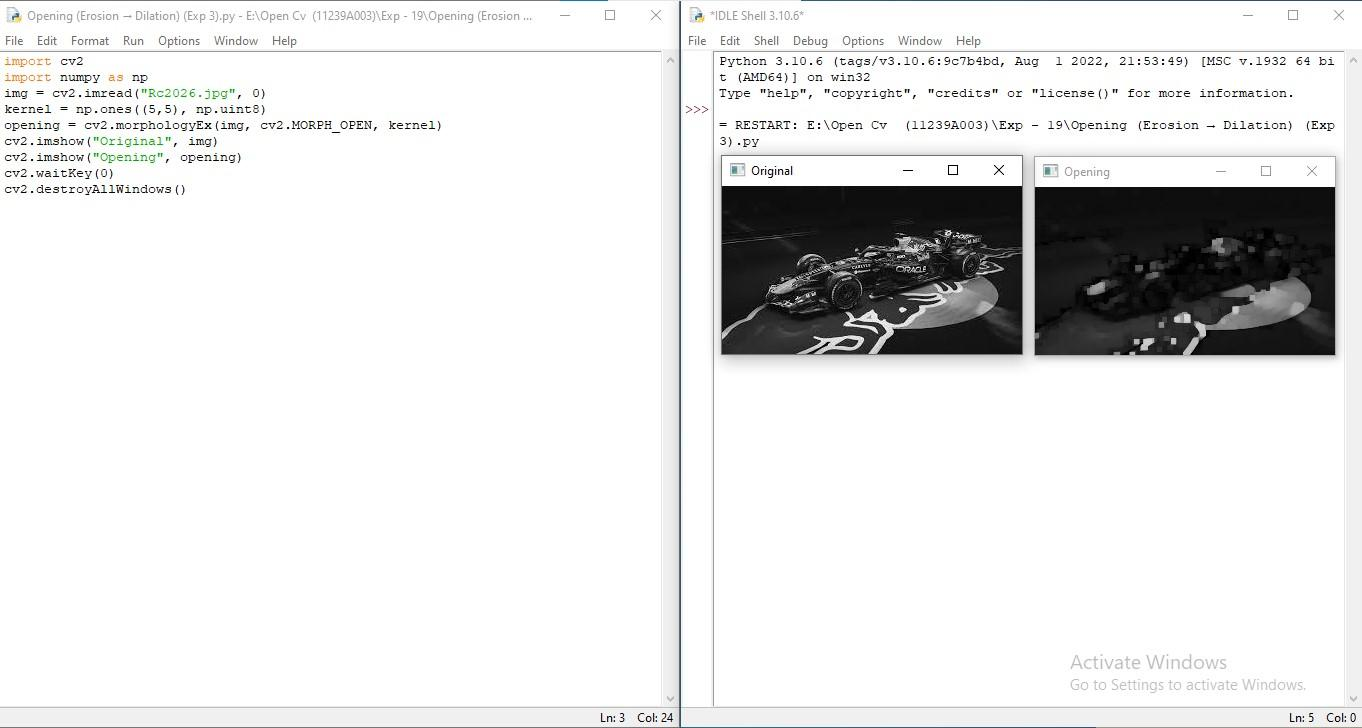 Opening (Erosion → Dilation) (Exp 3).py - E:\Open Cv  (11239A003)\Exp - 19\Opening (Erosion ...
File Edit Format Run Options Window Help
import cv2
import numpy as np
img = cv2.imread("Rc2026.jpg", 0)
kernel = np.ones((5,5), np.uint8)
opening = cv2.morphologyEx(img, cv2.MORPH_OPEN, kernel)
cv2.imshow("Original", img)
cv2.imshow("Opening", opening)
cv2.waitKey(0)
cv2.destroyAllWindows()
Ln: 3 Col: 24
*IDLE Shell 3.10.6*
File Edit Shell Debug Options Window Help
Python 3.10.6 (tags/v3.10.6:9c7b4bd, Aug  1 2022, 21:53:49) [MSC v.1932 64 bi
t (AMD64)] on win32
Type "help", "copyright", "credits" or "license()" for more information.
>>>
= RESTART: E:\Open Cv  (11239A003)\Exp - 19\Opening (Erosion → Dilation) (Exp
3).py
Original
ORACLE
Opening
Activate Windows
Go to Settings to activate Windows.
Ln: 5 Col: 0